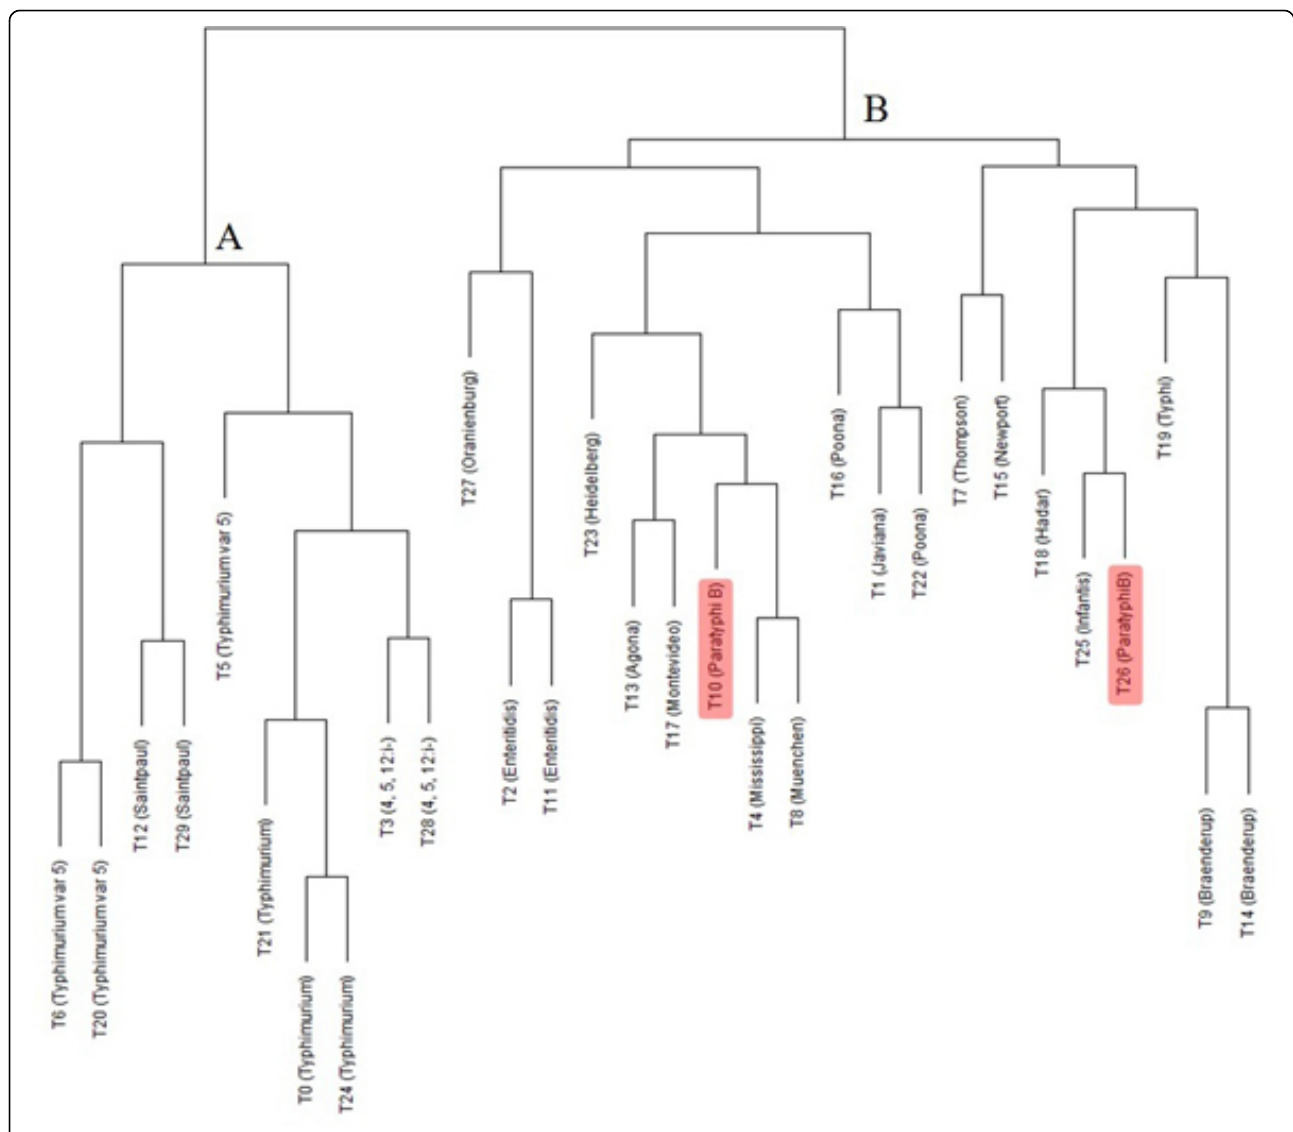 B
A
T27 (Oranienburg)
T19 (Typhi)
T16 (Poona)
T7 (Thompson)
T15 (Newport)
T23 (Heidelberg)
T5 (Typhimurium var 5)
T18 (Hadar)
T1 (Javiana)
T22 (Poona)
T25 (Infantis)
T26 (ParatyphiB)
T10 (Paratyphi B)
T13 (Agona)
T17 (Montevideo)
T2 (Enteritidis)
T11 (Enteritidis)
T4 (Mississippi)
T8 (Muenchen)
T12 (Saintpaul)
T29 (Saintpaul)
T3 (4, 5, 12:i-)
T28 (4, 5, 12:i-)
T9 (Braenderup)
T14 (Braenderup)
T21 (Typhimurium)
T6 (Typhimurium var 5)
T20 (Typhimurium var 5)
T0 (Typhimurium)
T24 (Typhimurium)